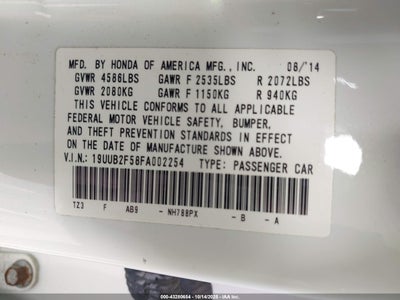 MFD. BY HONDA OF AMERICA MFG., INC. 08/'14
GVWR 4586LBS GAWR F 2535LBS R 2072LBS
GVWR 2080KG GAWR F 1150KG R 940KG
THIS VEHICLE CONFORMS TO ALL APPLICABLE
FEDERAL MOTOR VEHICLE SAFETY, BUMPER,
AND THEFT PREVENTION STANDARDS IN EFFECT
ON THE DATE OF MANUFACTURE SHOWN ABOVE.
V.I.N.: 19UUB2F58FA002254 TYPE: PASSENGER CAR
TZ3 F AB9 -NH788PX -B -A
www.43280654 | 10/14/2025 | IAA Inc.